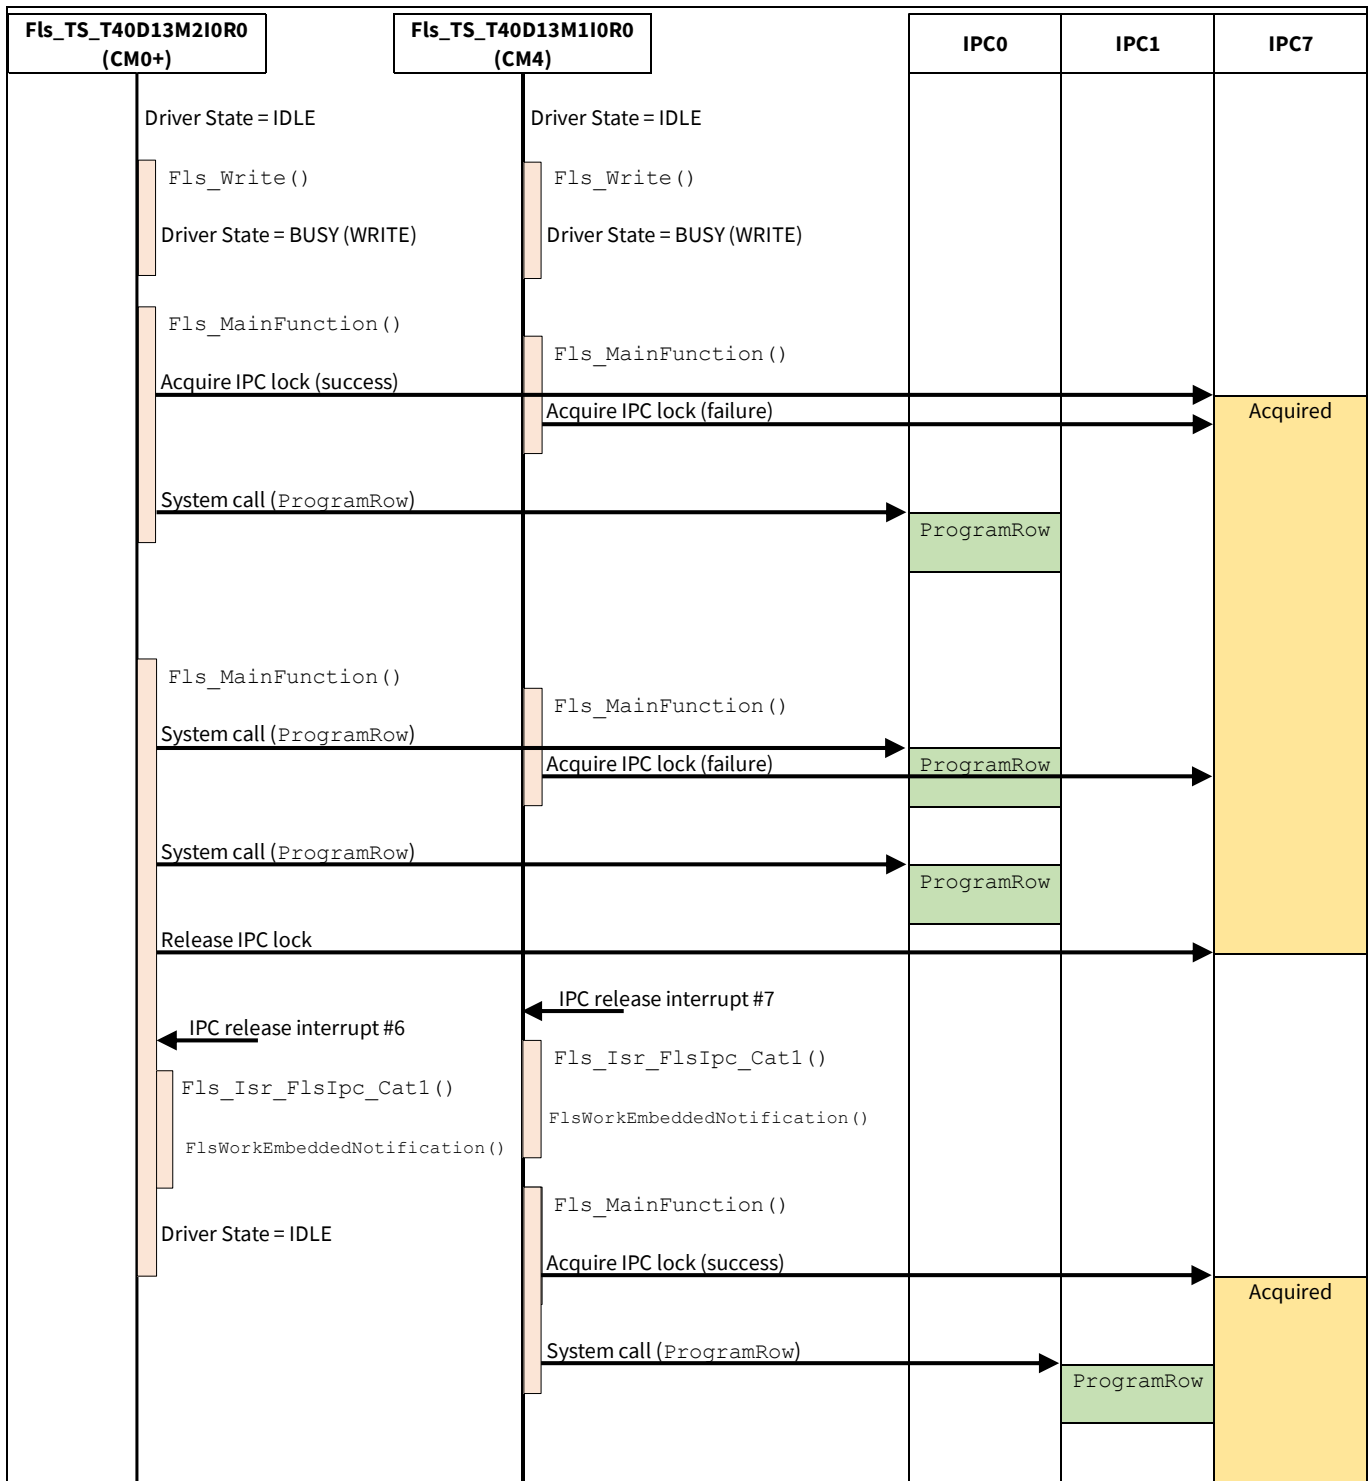 Fls_TS_T40D13M2I0R0
(CM0+)
Fls_TS_T40D13M1I0R0
(CM4)
IPC0
IPC1
IPC7
Driver State = IDLE
Driver State = IDLE
Fls_Write()
Fls_Write()
Driver State = BUSY (WRITE)
Driver State = BUSY (WRITE)
Fls_MainFunction()
Fls_MainFunction()
Acquire IPC lock (success)
Acquire IPC lock (failure)
Acquired
System call (ProgramRow)
ProgramRow
Fls_MainFunction()
Fls_MainFunction()
System call (ProgramRow)
Acquire IPC lock (failure)
ProgramRow
System call (ProgramRow)
ProgramRow
Release IPC lock
IPC release interrupt #7
IPC release interrupt #6
Fls_Isr_FlsIpc_Cat1()
Fls_Isr_FlsIpc_Cat1()
FlsWorkEmbeddedNotification()
FlsWorkEmbeddedNotification()
Fls_MainFunction()
Driver State = IDLE
Acquire IPC lock (success)
Acquired
System call (ProgramRow)
ProgramRow